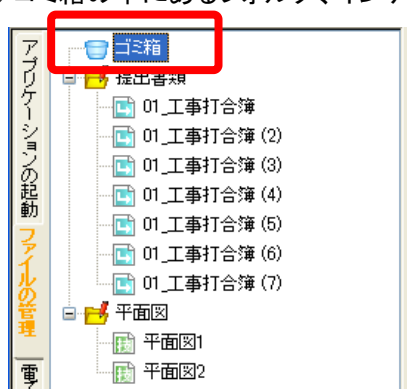 アプリケーションの起動
ファイルの管理
ゴミ箱
提出書類
01_工事打合簿
01_工事打合簿 (2)
01_工事打合簿 (3)
01_工事打合簿 (4)
01_工事打合簿 (5)
01_工事打合簿 (6)
01_工事打合簿 (7)
平面図
平面図1
平面図2